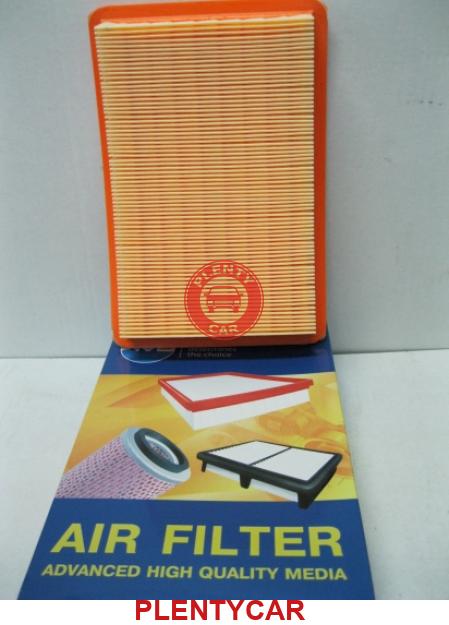 PLENTY
CAR
the choice
AIR FILTER
ADVANCED HIGH QUALITY MEDIA
PLENTYCAR